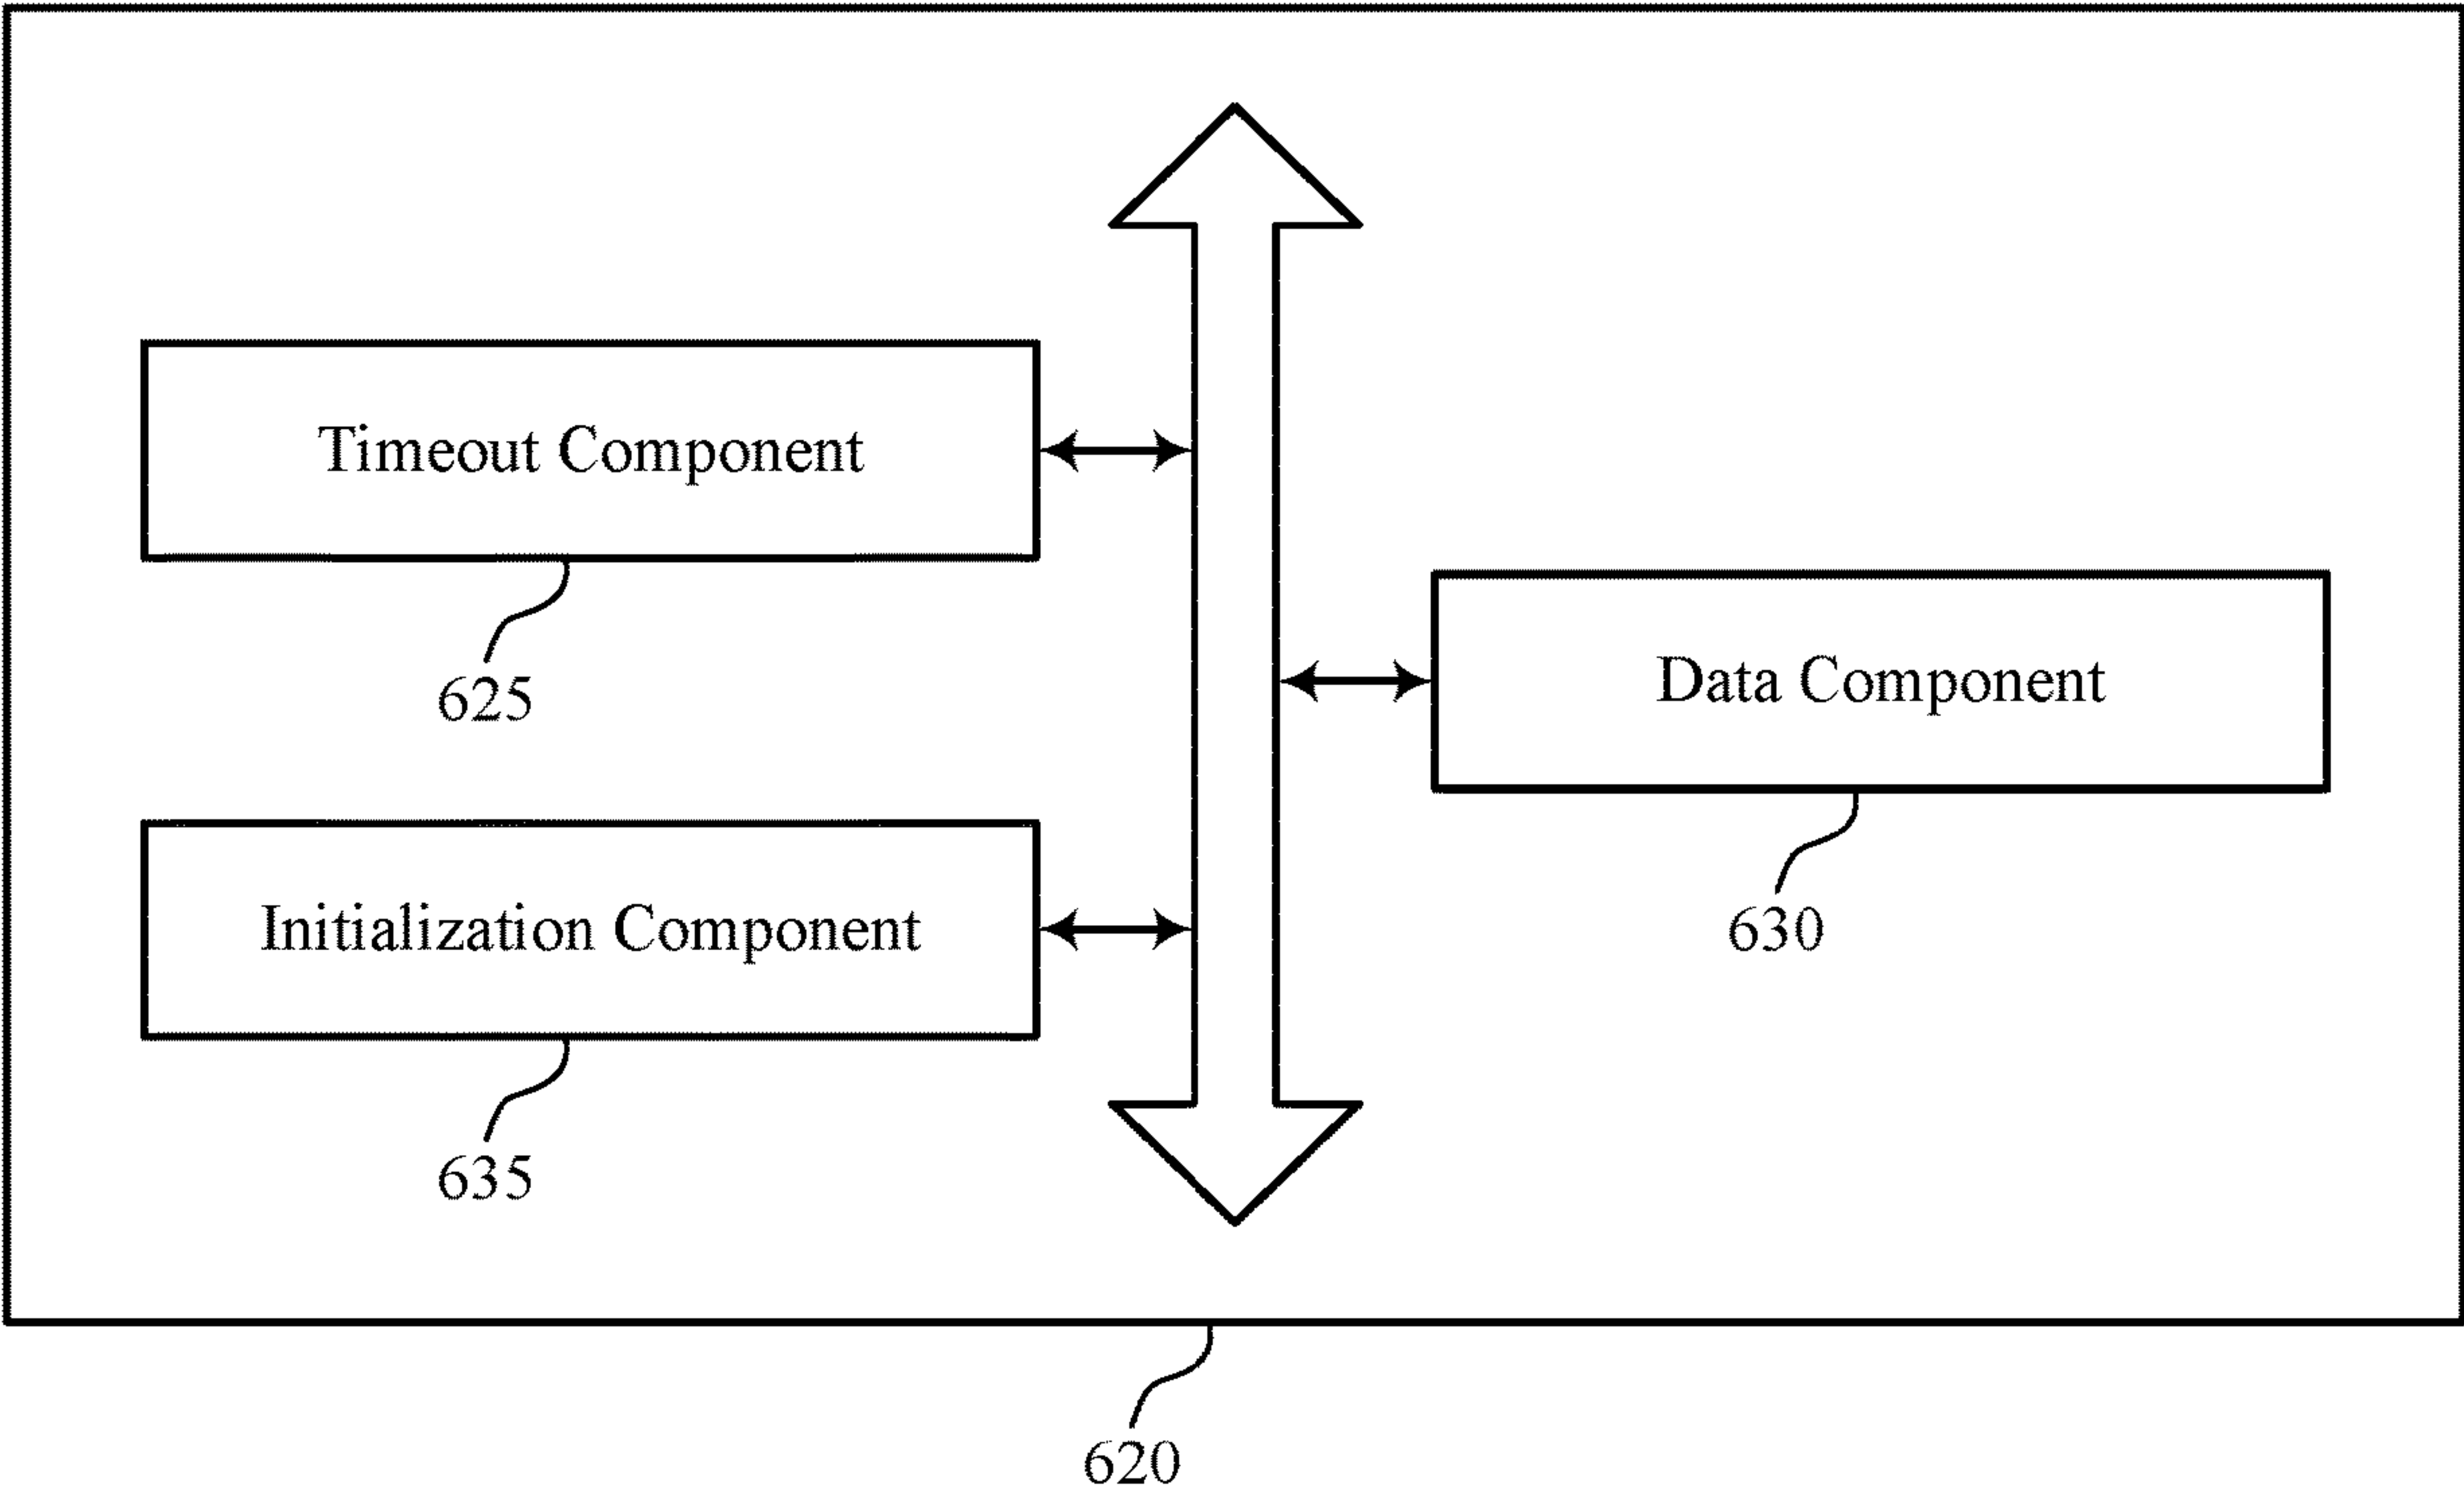 Timeout Component
625
Data Component
630
Initialization Component
635
620